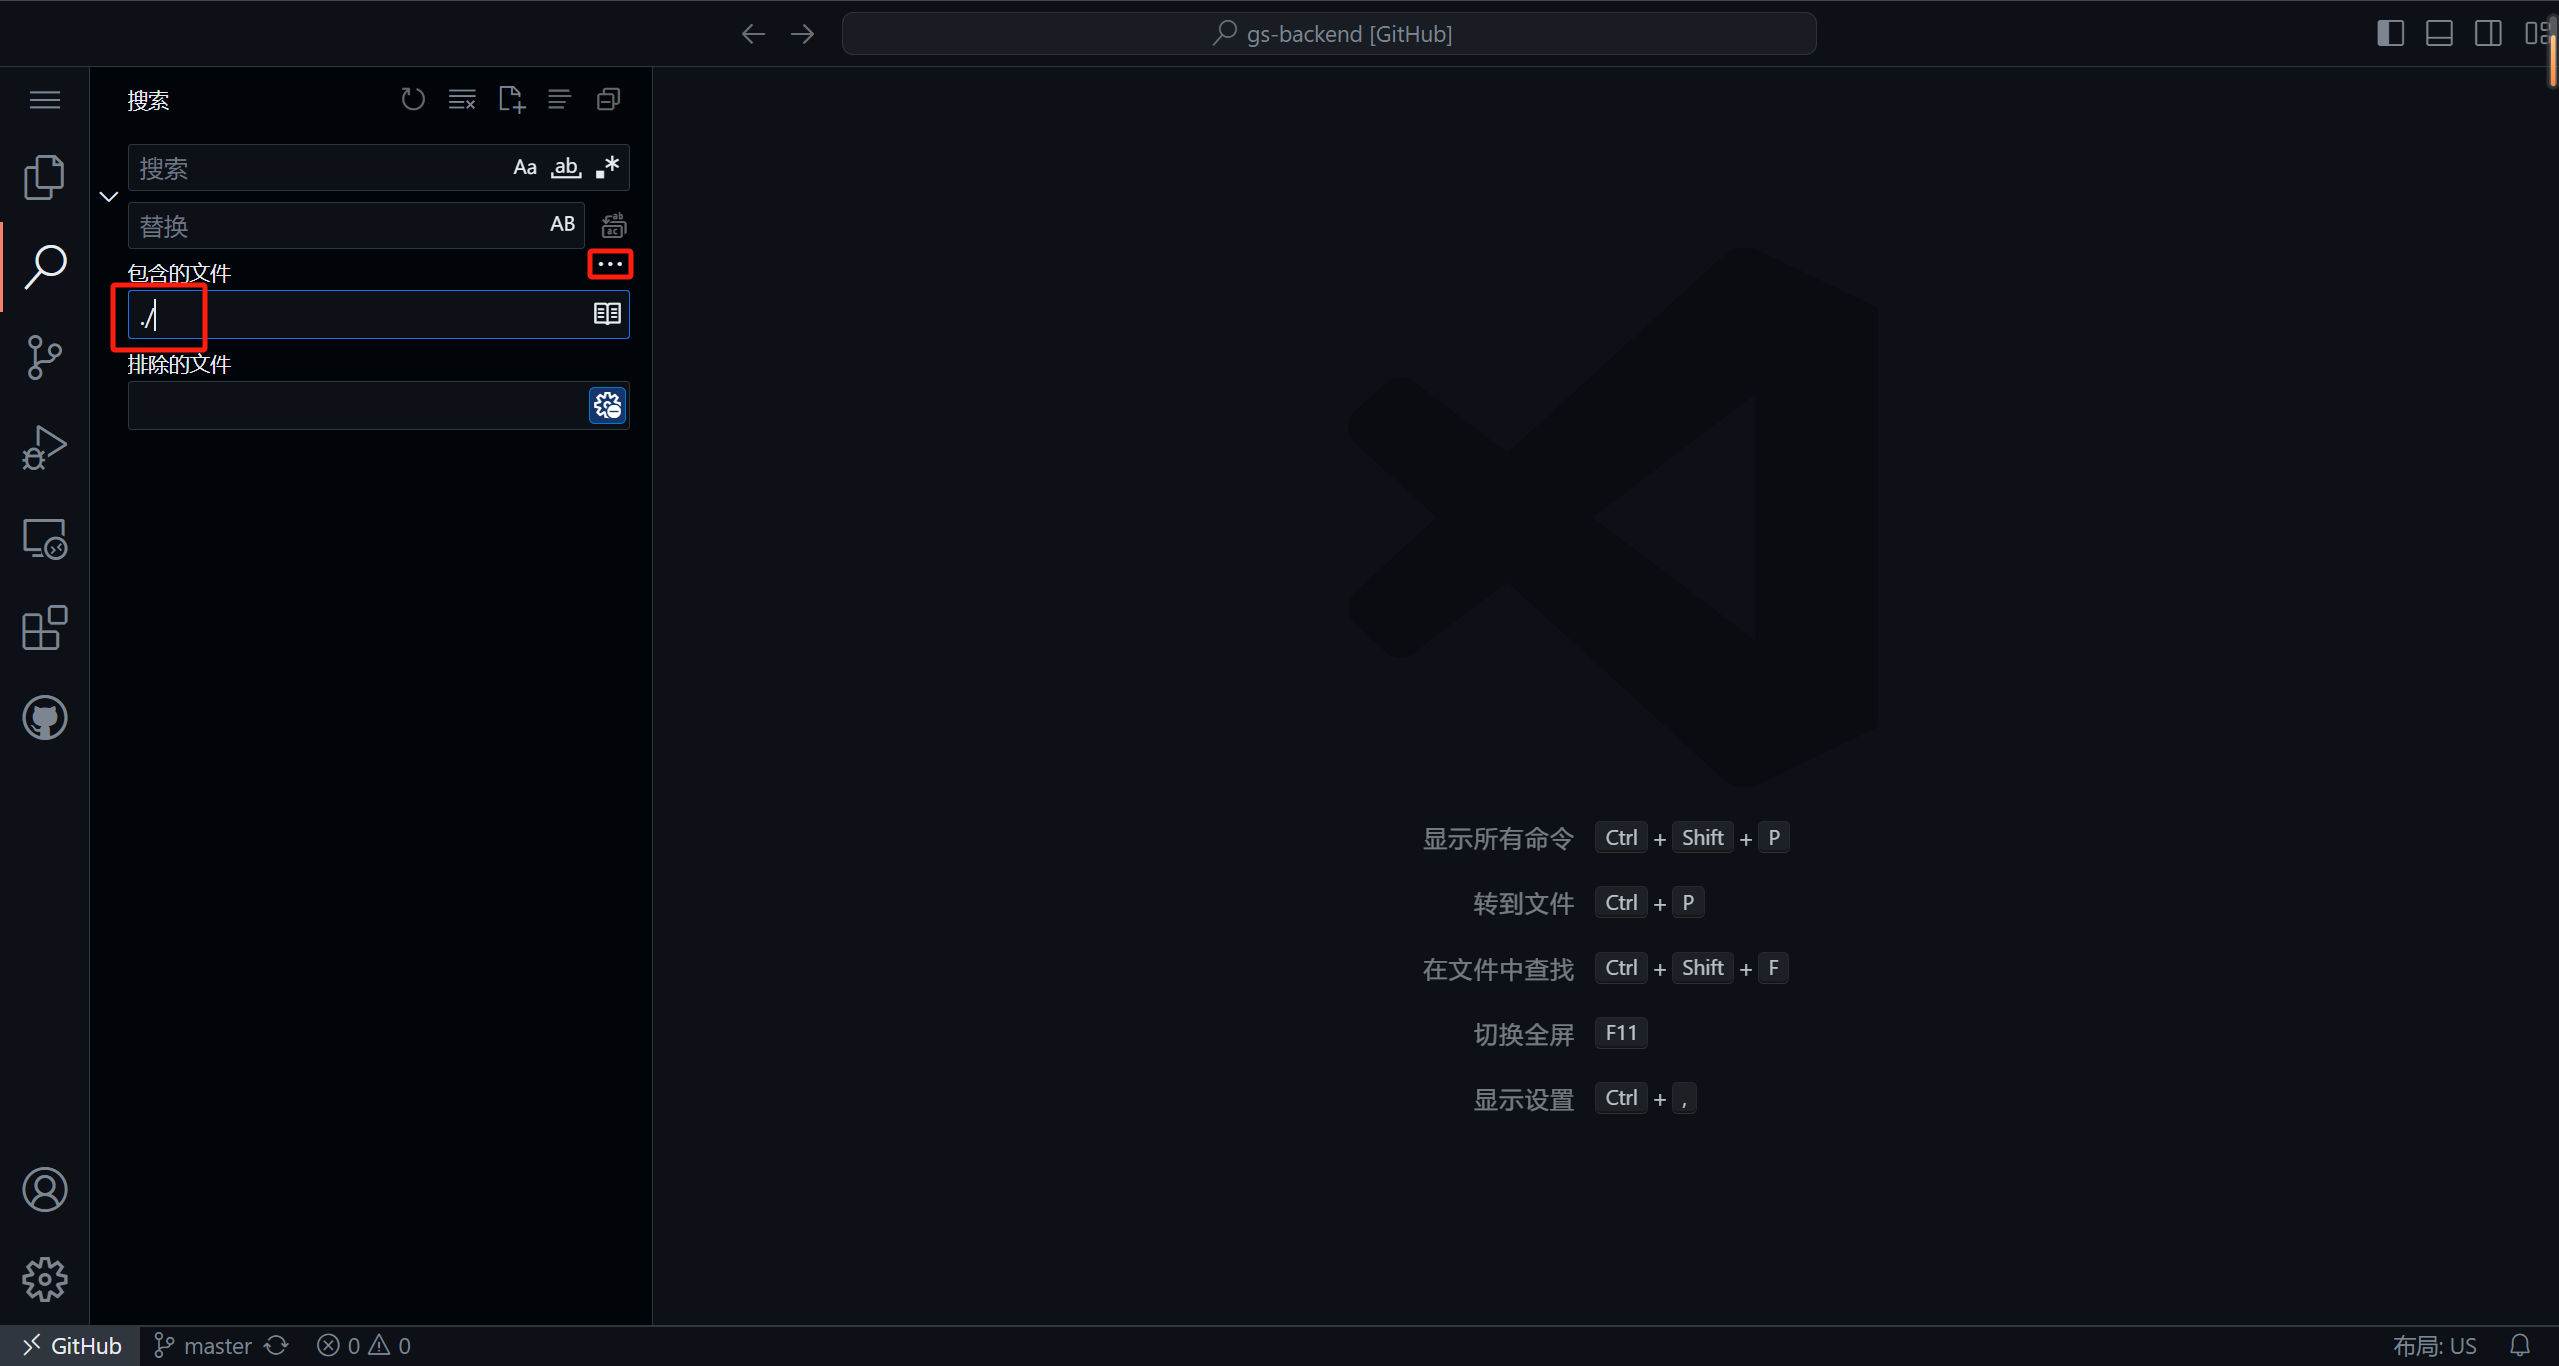 gs-backend [GitHub]
搜索
搜索
Aa ab
替换
AB
包含的文件
./
排除的文件
显示所有命令 Ctrl + Shift + P
转到文件 Ctrl + P
在文件中查找 Ctrl + Shift + F
切换全屏 F11
显示设置 Ctrl + ,
GitHub master 0 0 布局: US